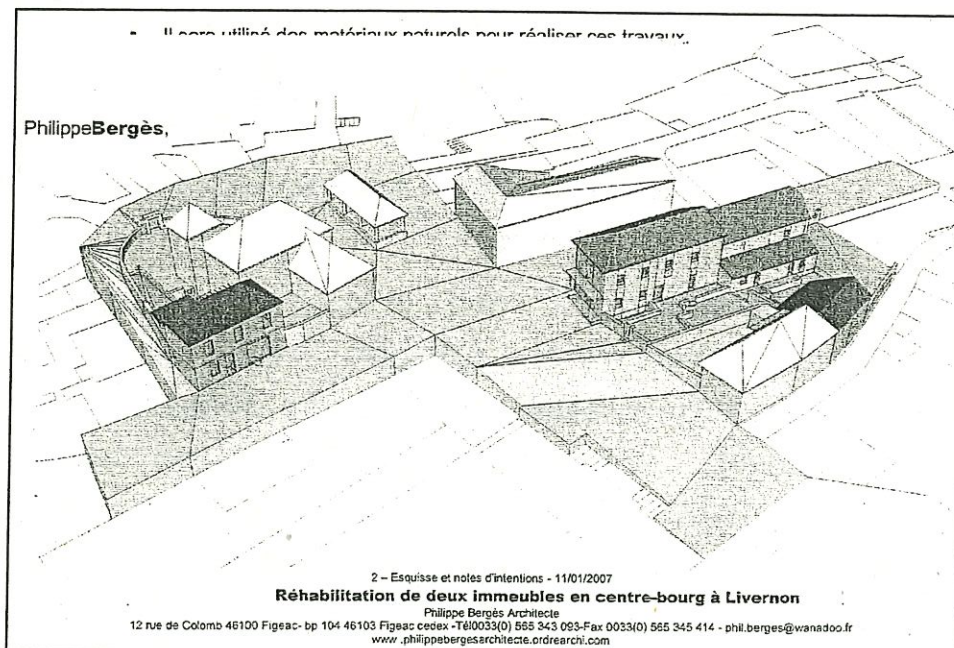 Il sera utilisé des matériaux naturels pour réaliser ces travaux.
PhilippeBergès,
2 – Esquisse et notes d'intentions - 11/01/2007
Réhabilitation de deux immeubles en centre-bourg à Livernon
Philippe Bergès Architecte
12 rue de Colomb 46100 Figeac- bp 104 46103 Figeac cedex -Tél0033(0) 565 343 093-Fax 0033(0) 565 345 414 - phil.berges@wanadoo.fr
www.philippebergesarchitecte.ordrearchi.com